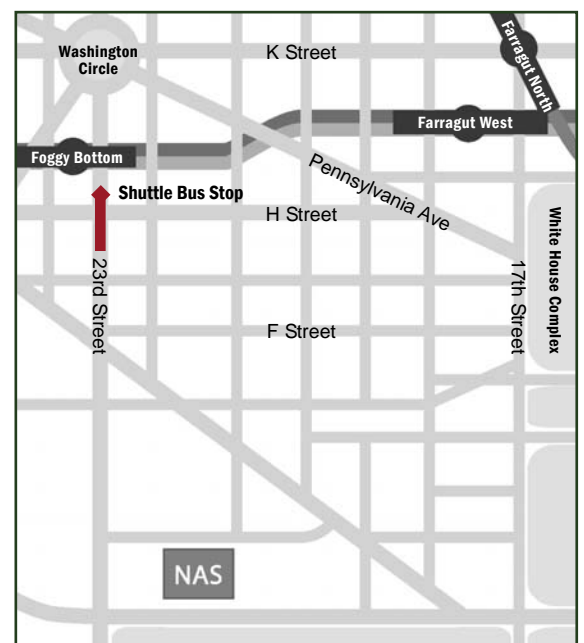 Washington
Circle
K Street
Farragut North
Farragut West
Foggy Bottom
Pennsylvania Ave
Shuttle Bus Stop
H Street
White House Complex
23rd Street
17th Street
F Street
NAS